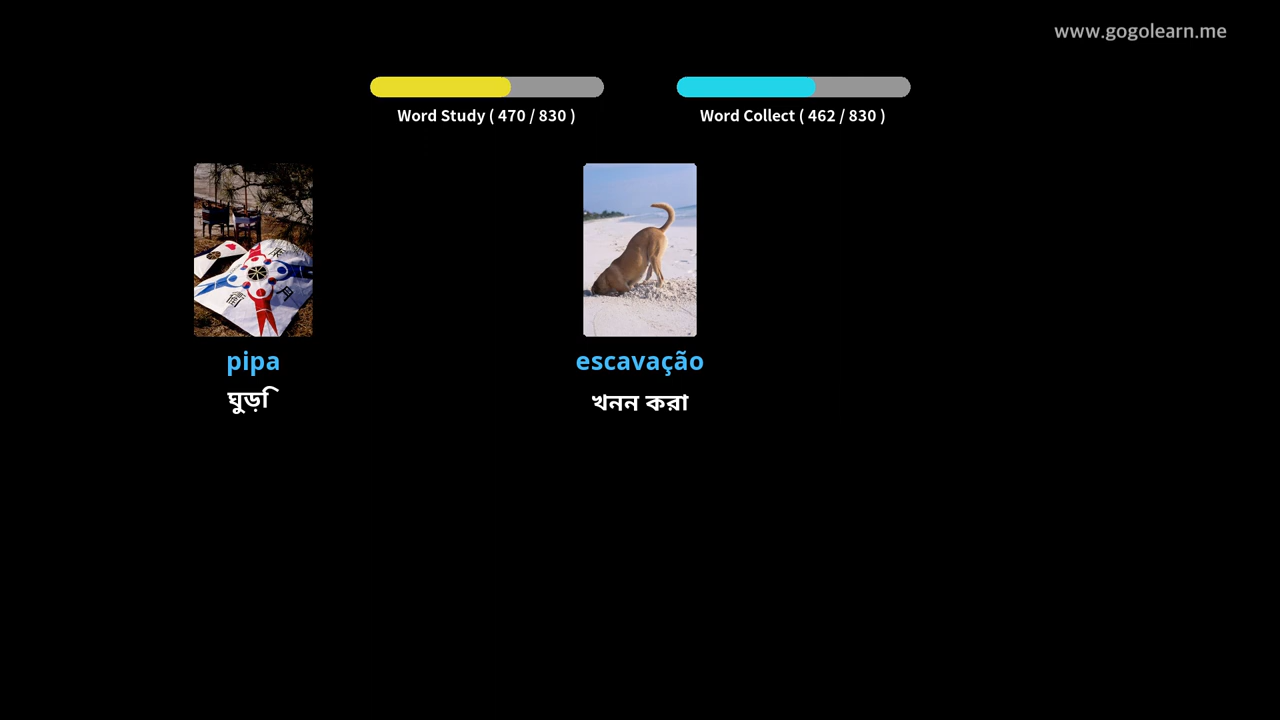 www.gogolearn.me
Word Study ( 470 / 830 )
Word Collect ( 462 / 830 )
pipa
escavação
ঘুড়ি
খনন করা